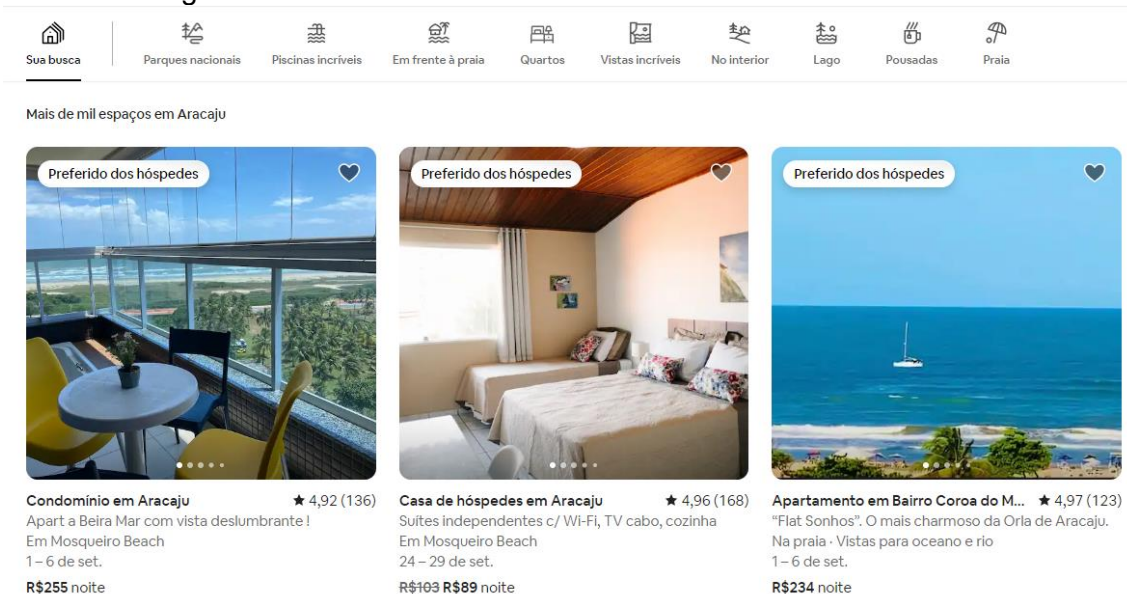 Sua busca
Parques nacionais
Piscinas incríveis
Em frente à praia
Quartos
Vistas incríveis
No interior
Lago
Pousadas
Praia
Mais de mil espaços em Aracaju
Preferido dos hóspedes
Preferido dos hóspedes
Preferido dos hóspedes
Condomínio em Aracaju ★ 4,92 (136)
Apart a Beira Mar com vista deslumbrante !
Em Mosqueiro Beach
1 – 6 de set.
R$255 noite
Casa de hóspedes em Aracaju ★ 4,96 (168)
Suítes independentes c/ Wi-Fi, TV cabo, cozinha
Em Mosqueiro Beach
24 – 29 de set.
R$103 R$89 noite
Apartamento em Bairro Coroa do M... ★ 4,97 (123)
“Flat Sonhos”. O mais charmoso da Orla de Aracaju.
Na praia · Vistas para oceano e rio
1 – 6 de set.
R$234 noite